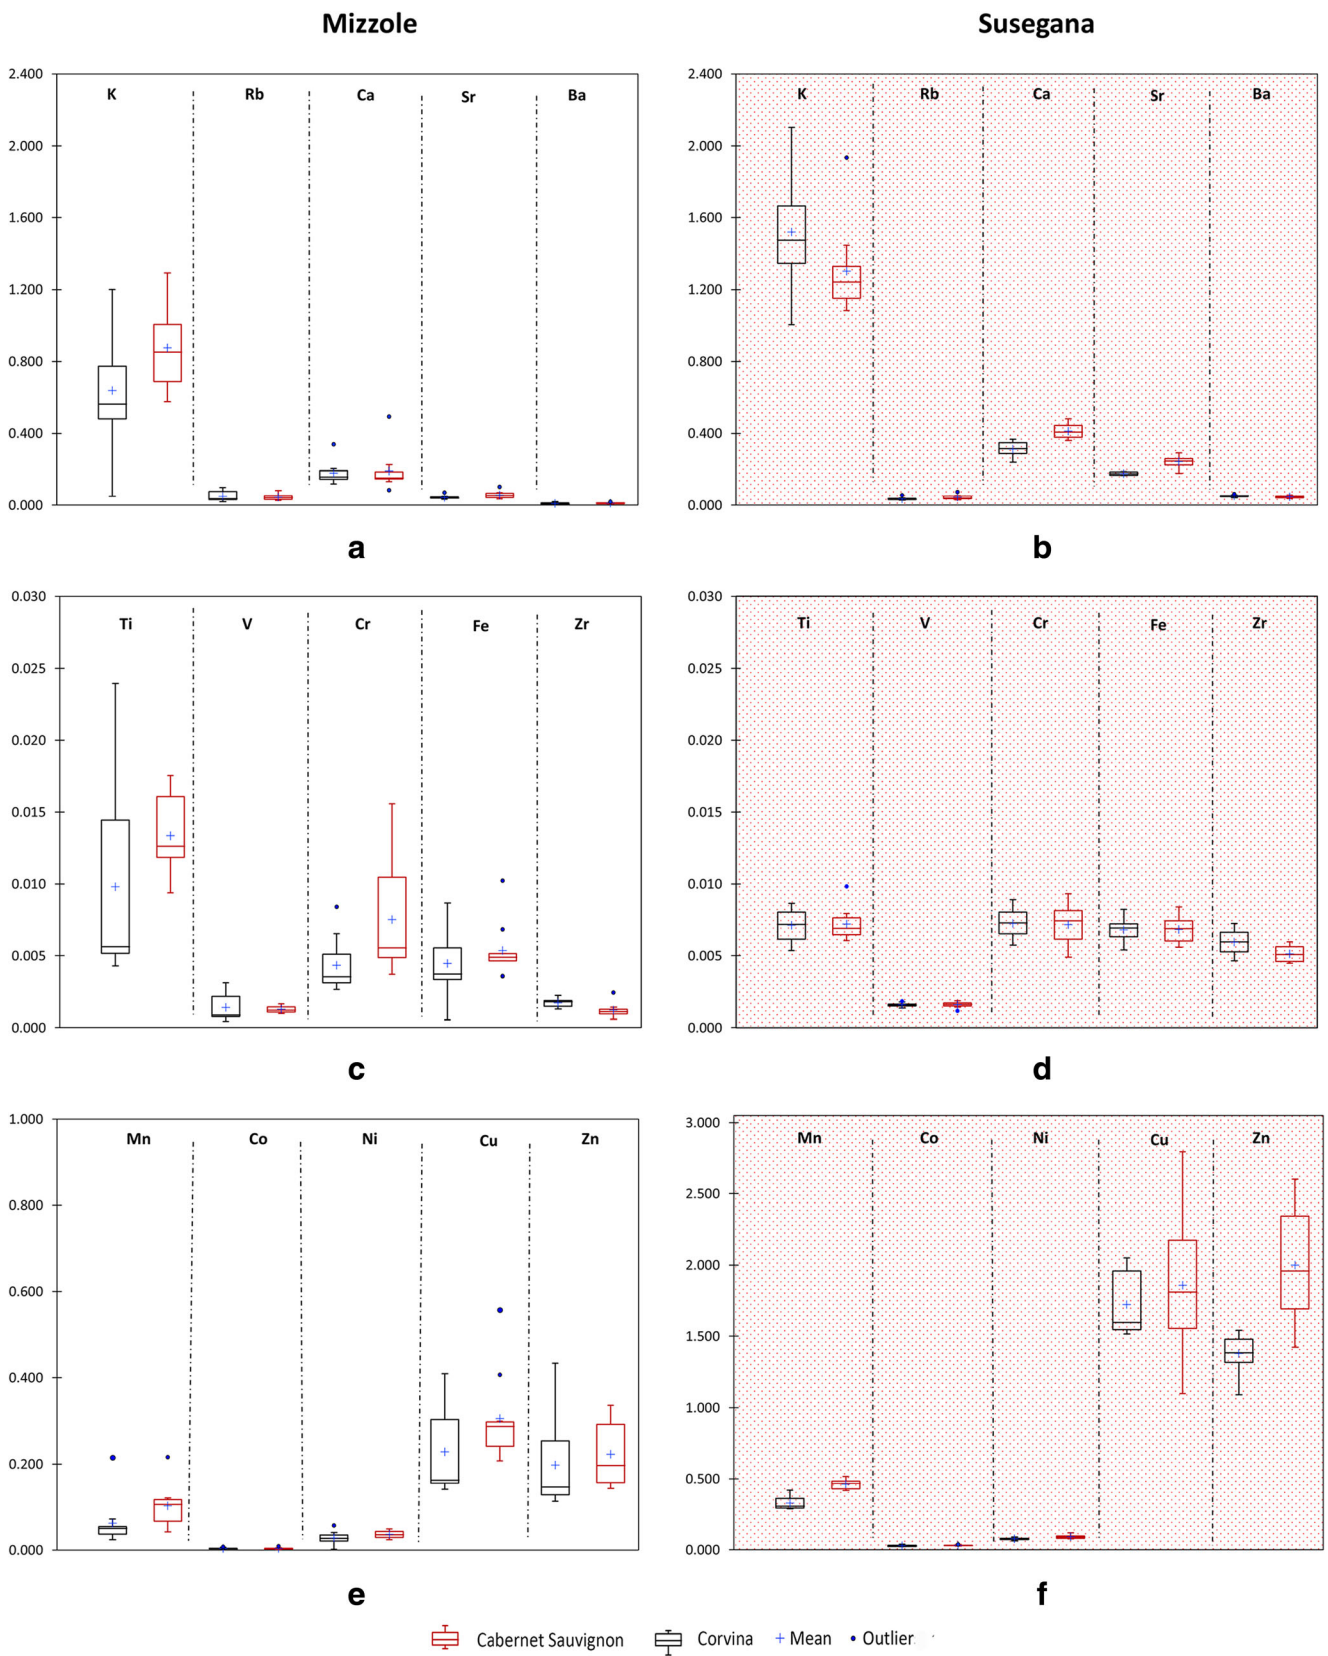 Mizzole
Susegana
2.400
2.000
1.600
1.200
0.800
0.400
0.000
K Rb Ca Sr Ba
a
2.400
2.000
1.600
1.200
0.800
0.400
0.000
K Rb Ca Sr Ba
b
0.030
0.025
0.020
0.015
0.010
0.005
0.000
Ti V Cr Fe Zr
c
0.030
0.025
0.020
0.015
0.010
0.005
0.000
Ti V Cr Fe Zr
d
1.000
0.800
0.600
0.400
0.200
0.000
Mn Co Ni Cu Zn
e
3.000
2.500
2.000
1.500
1.000
0.500
0.000
Mn Co Ni Cu Zn
f
Cabernet Sauvignon Corvina + Mean Outlier